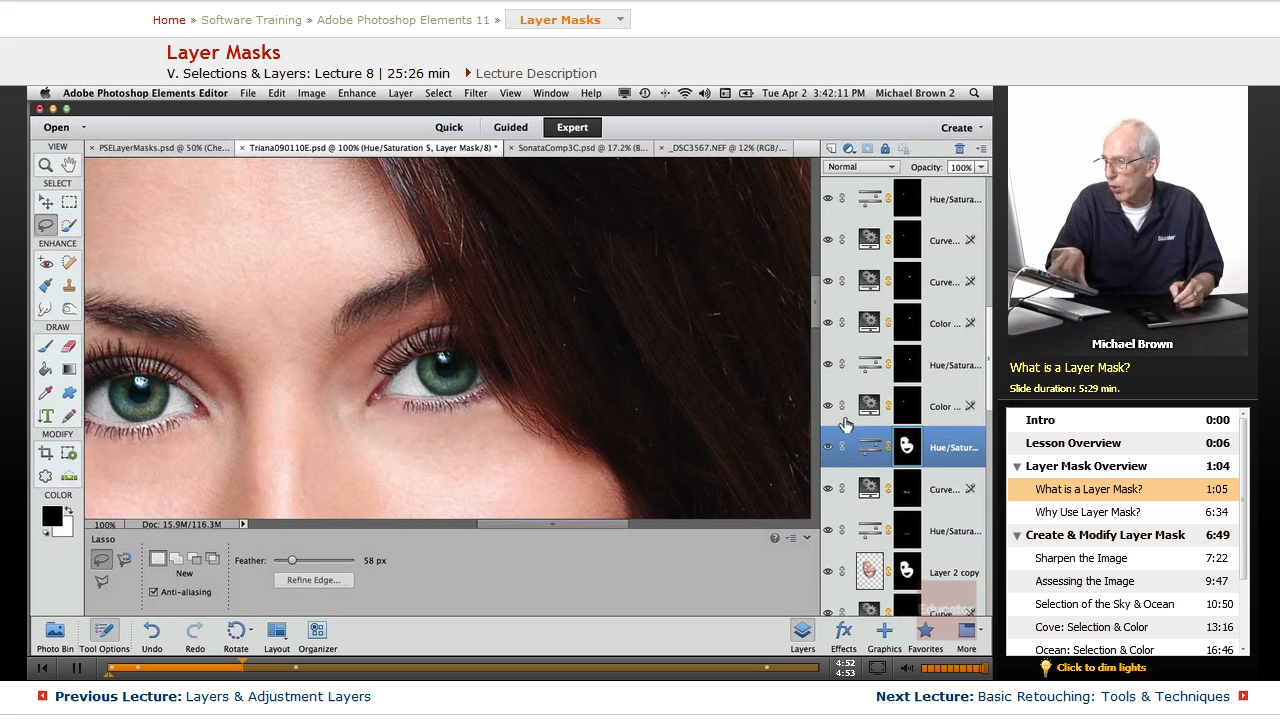 Home » Software Training » Adobe Photoshop Elements 11 » Layer Masks
Layer Masks
V. Selections & Layers: Lecture 8 | 25:26 min Lecture Description
Adobe Photoshop Elements Editor File Edit Image Enhance Layer Select Filter View Window Help Tue Apr 2 3:42:11 PM Michael Brown 2
Open Quick Guided Expert Create
VIEW × PSELayerMasks.psd @ 50% (Che... × Triana090110E.psd @ 100% (Hue/Saturation 5, Layer Mask/8) * × SonataComp3C.psd @ 17.2% (B... × _DSC3567.NEF @ 12% (RGB/...
Normal Opacity: 100%
SELECT
Hue/Satura...
ENHANCE
Curve...
Curve...
DRAW
Color ...
Hue/Satura...
Color ...
MODIFY
Hue/Satur...
Curve...
COLOR
Hue/Satura...
100% Doc: 15.9M/116.3M
Lasso
New
Feather: 58 px
Refine Edge...
Anti-aliasing
Layer 2 copy
Curve...
Educator
Photo Bin Tool Options Undo Redo Rotate Layout Organizer Layers Effects Graphics Favorites More
4:52
4:53
Educator
Michael Brown
What is a Layer Mask?
Slide duration: 5:29 min.
Intro 0:00
Lesson Overview 0:06
Layer Mask Overview 1:04
What is a Layer Mask? 1:05
Why Use Layer Mask? 6:34
Create & Modify Layer Mask 6:49
Sharpen the Image 7:22
Assessing the Image 9:47
Selection of the Sky & Ocean 10:50
Cove: Selection & Color 13:16
Ocean: Selection & Color 16:46
Click to dim lights
Previous Lecture: Layers & Adjustment Layers
Next Lecture: Basic Retouching: Tools & Techniques